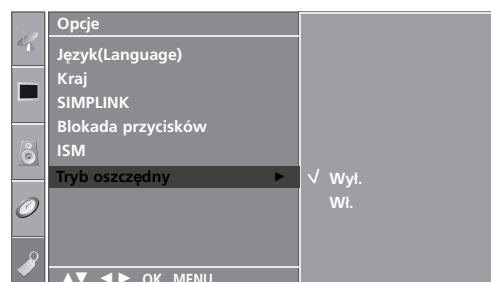 Opcje
Język(Language)
Kraj
SIMPLINK
Blokada przycisków
ISM
Tryb oszczędny ► √ Wył.
Wł.
▲▼ ◄► OK MENU